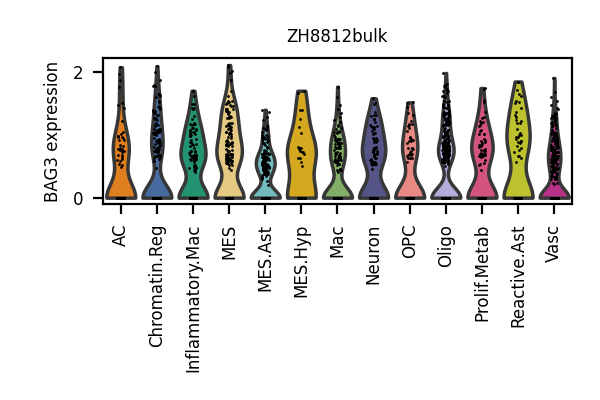 ZH8812bulk
BAG3 expression
2
0
AC
Chromatin.Reg
Inflammatory.Mac
MES
MES.Ast
MES.Hyp
Mac
Neuron
OPC
Oligo
Prolif.Metab
Reactive.Ast
Vasc